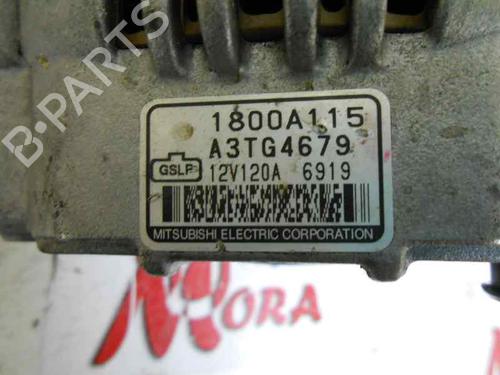 B-PARTS
1800A115
A3TG4679
GSLP 12V120A 6919
MITSUBISHI ELECTRIC CORPORATION
MORA